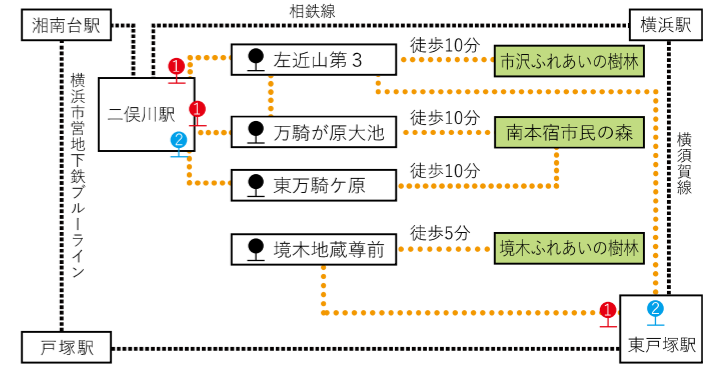 相鉄線
湘南台駅
横浜駅
徒歩10分
❶
左近山第３
市沢ふれあいの樹林
横浜市営地下鉄ブルーライン
二俣川駅
❶
❷
徒歩10分
万騎が原大池
南本宿市民の森
横須賀線
徒歩10分
東万騎ケ原
徒歩5分
境木地蔵尊前
境木ふれあいの樹林
❶
❷
戸塚駅
東戸塚駅